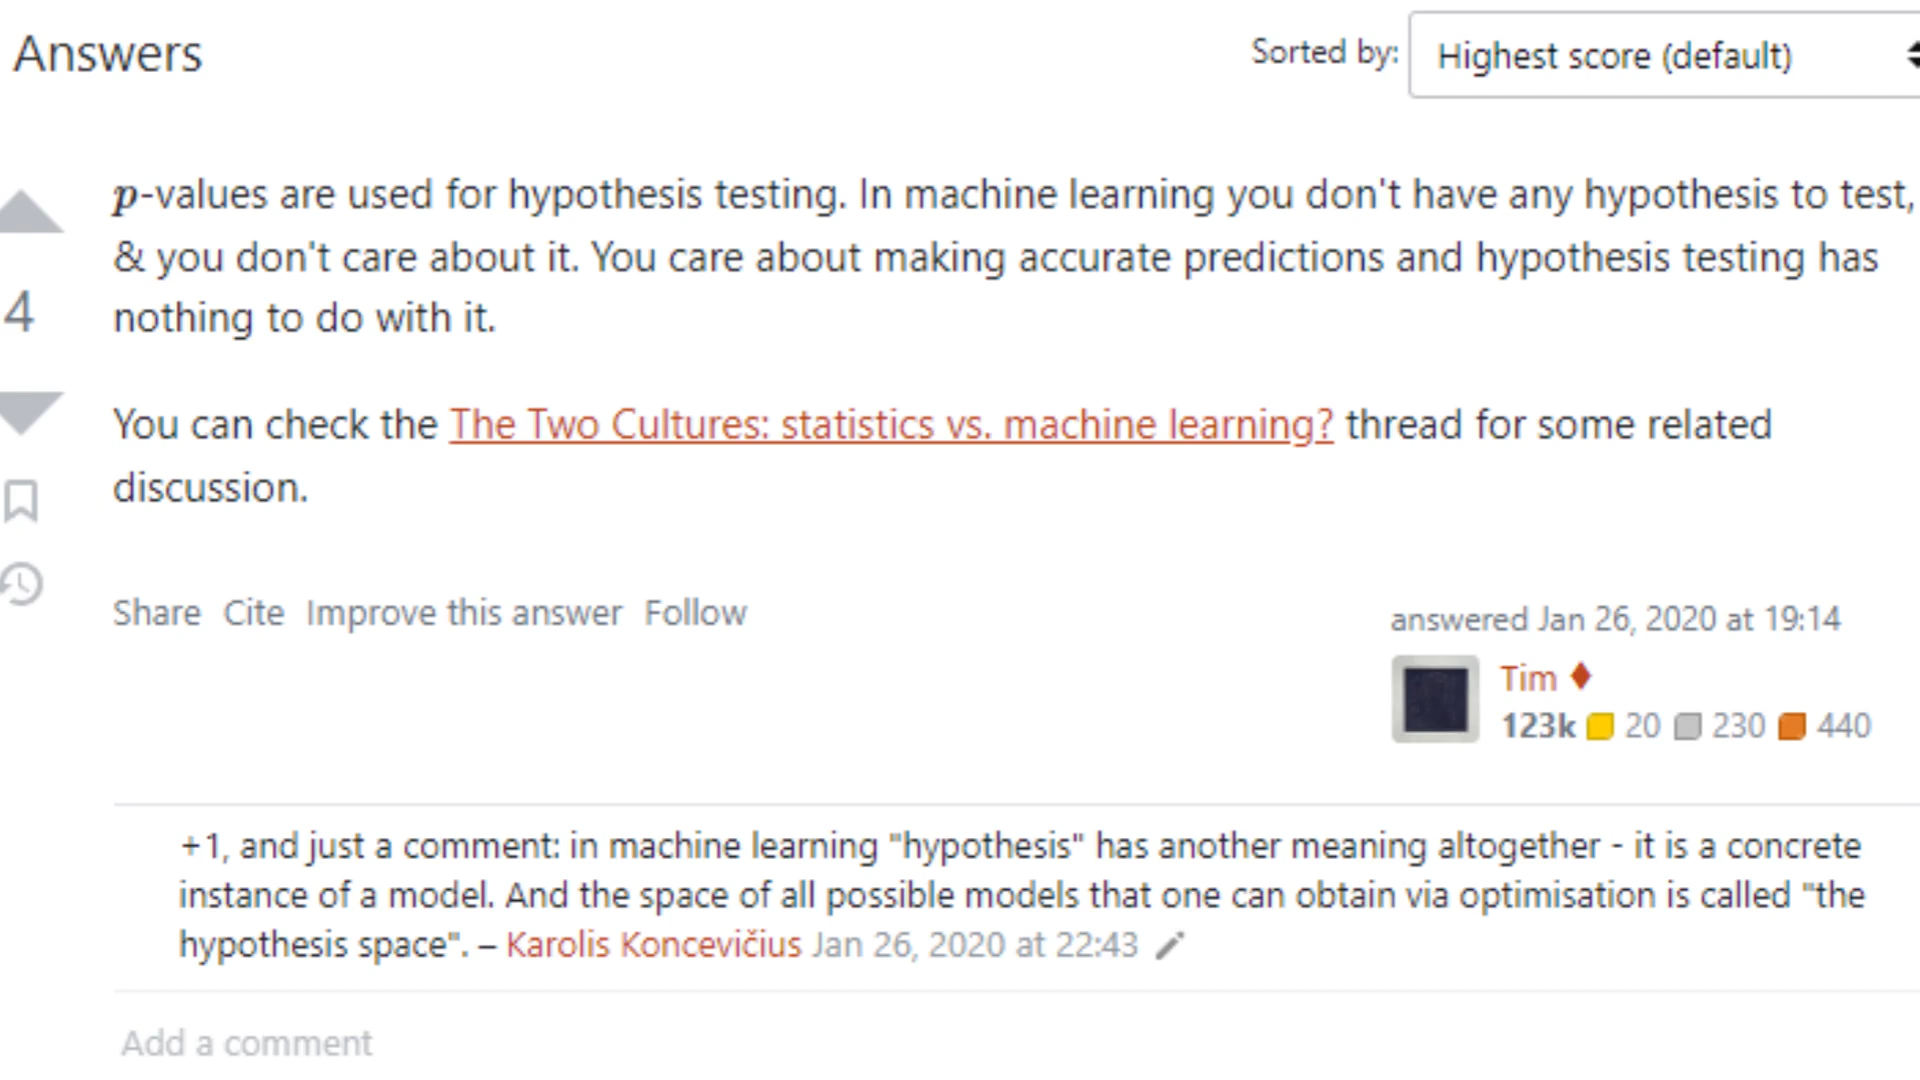 Answers
Sorted by: Highest score (default)
p-values are used for hypothesis testing. In machine learning you don't have any hypothesis to test,
& you don't care about it. You care about making accurate predictions and hypothesis testing has
nothing to do with it.
4
You can check the The Two Cultures: statistics vs. machine learning? thread for some related
discussion.
Share Cite Improve this answer Follow
answered Jan 26, 2020 at 19:14
Tim ♦
123k 20 230 440
+1, and just a comment: in machine learning "hypothesis" has another meaning altogether - it is a concrete
instance of a model. And the space of all possible models that one can obtain via optimisation is called "the
hypothesis space". – Karolis Koncevičius Jan 26, 2020 at 22:43
Add a comment